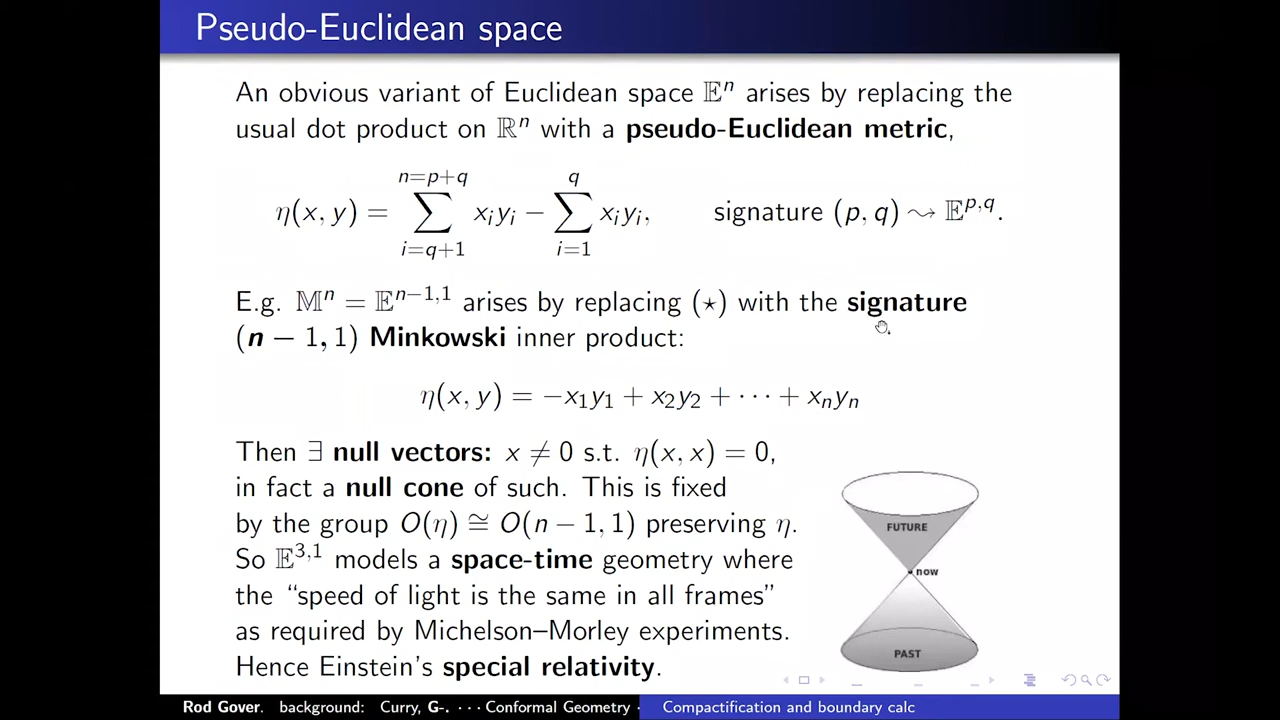 Pseudo-Euclidean space
An obvious variant of Euclidean space 𝔼ⁿ arises by replacing the
usual dot product on ℝⁿ with a pseudo-Euclidean metric,
η(x, y) = ∑_{i=q+1}^{n=p+q} xᵢyᵢ − ∑_{i=1}^{q} xᵢyᵢ, signature (p, q) ⇝ 𝔼^{p,q}.
E.g. 𝕄ⁿ = 𝔼^{n−1,1} arises by replacing (⋆) with the signature
(n − 1, 1) Minkowski inner product:
η(x, y) = −x₁y₁ + x₂y₂ + ⋯ + xₙyₙ
Then ∃ null vectors: x ≠ 0 s.t. η(x, x) = 0,
in fact a null cone of such. This is fixed
by the group O(η) ≅ O(n − 1, 1) preserving η.
So 𝔼^{3,1} models a space-time geometry where
the “speed of light is the same in all frames”
as required by Michelson–Morley experiments.
Hence Einstein’s special relativity.
FUTURE
now
PAST
Rod Gover. background: Curry, G-. ⋯ Conformal Geometry · Compactification and boundary calc